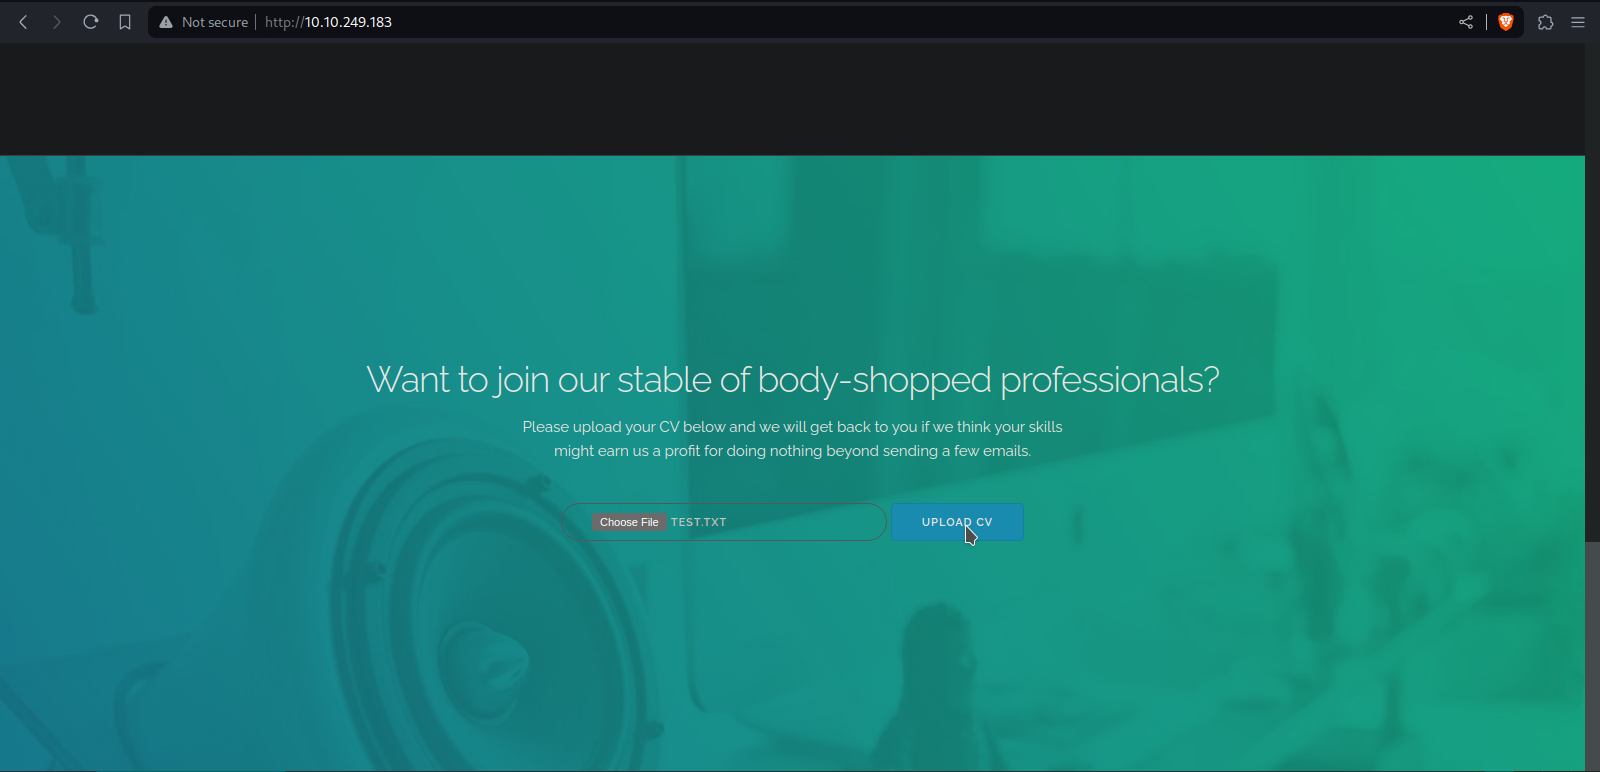 Not secure http://10.10.249.183
Want to join our stable of body-shopped professionals?
Please upload your CV below and we will get back to you if we think your skills
might earn us a profit for doing nothing beyond sending a few emails.
Choose File TEST.TXT UPLOAD CV